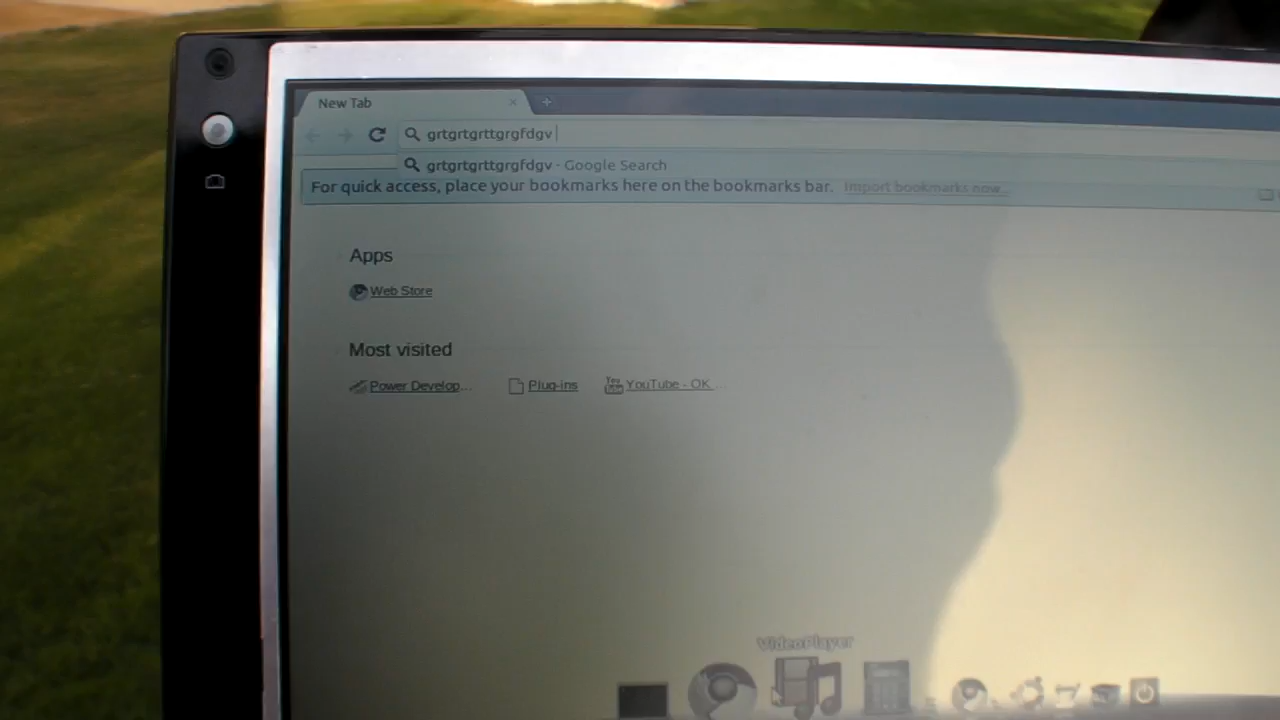 New Tab
grtgrtgrttgrgfdgv
grtgrtgrttgrgfdgv - Google Search
For quick access, place your bookmarks here on the bookmarks bar. Import bookmarks now...
Apps
Web Store
Most visited
Power Develop... Plug-ins You YouTube - OK ...
VideoPlayer